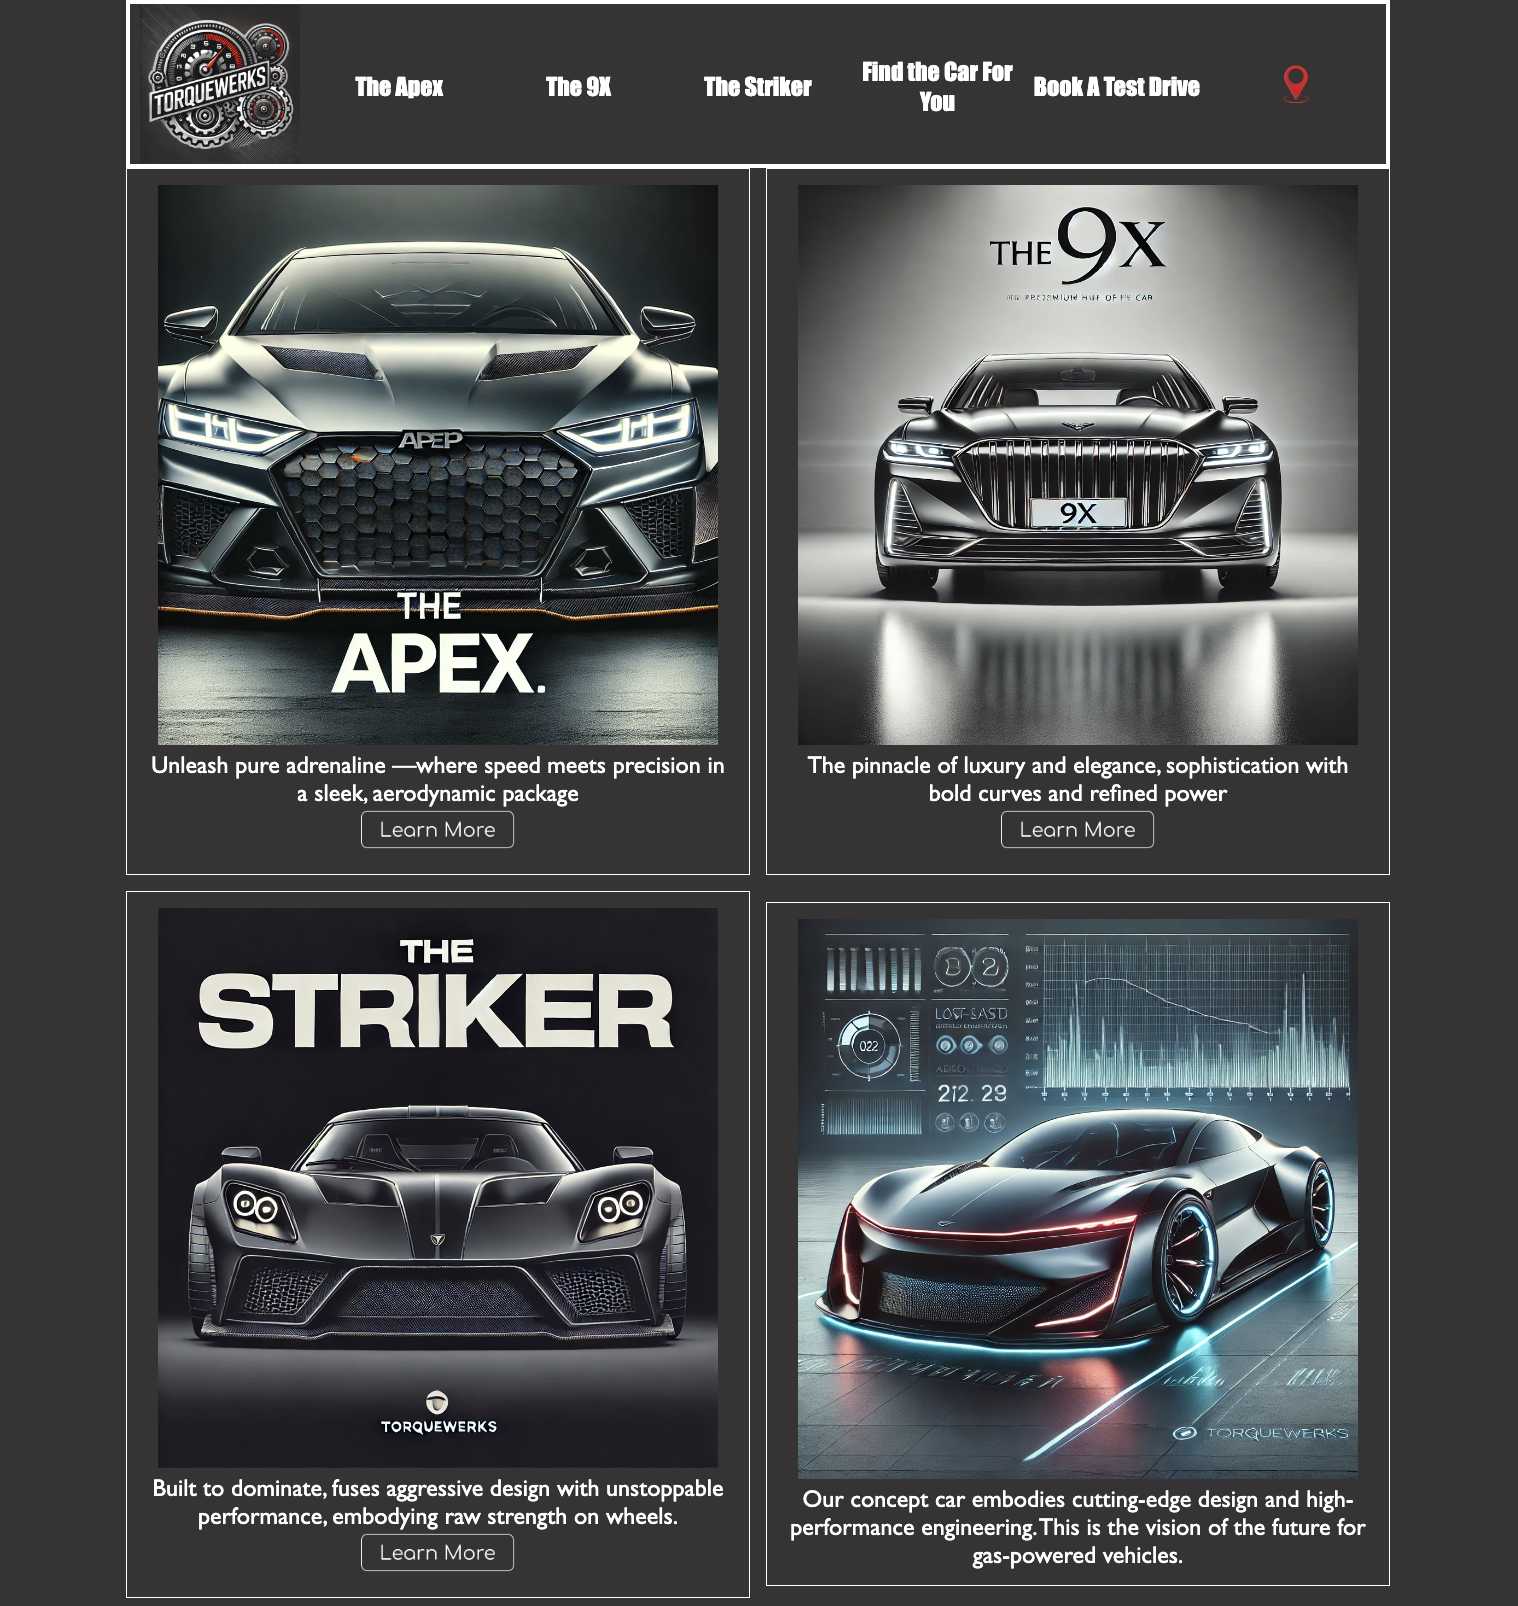 TORQUEWERKS
The Apex
The 9X
The Striker
Find the Car For
You
Book A Test Drive
APEP
THE
APEX.
Unleash pure adrenaline —where speed meets precision in
a sleek, aerodynamic package
Learn More
THE 9X
CAR
9X
The pinnacle of luxury and elegance, sophistication with
bold curves and refined power
Learn More
THE
STRIKER
TORQUEWERKS
Built to dominate, fuses aggressive design with unstoppable
performance, embodying raw strength on wheels.
Learn More
2
022
212. 29
TORQUEWERKS
Our concept car embodies cutting-edge design and high-
performance engineering.This is the vision of the future for
gas-powered vehicles.